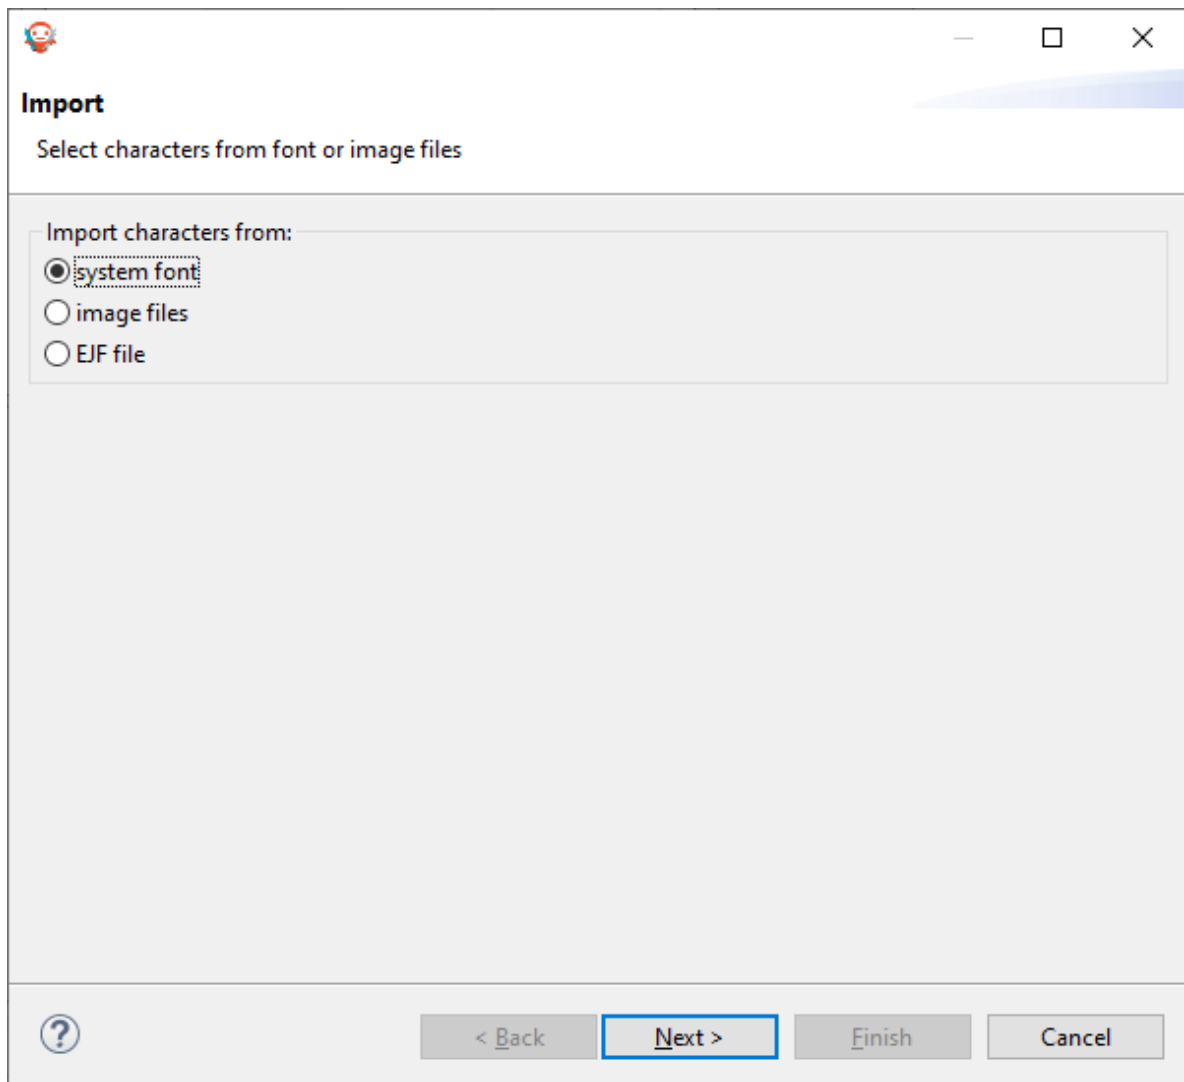 Import
Select characters from font or image files
Import characters from:
system font
image files
EJF file
?
< Back
Next >
Finish
Cancel